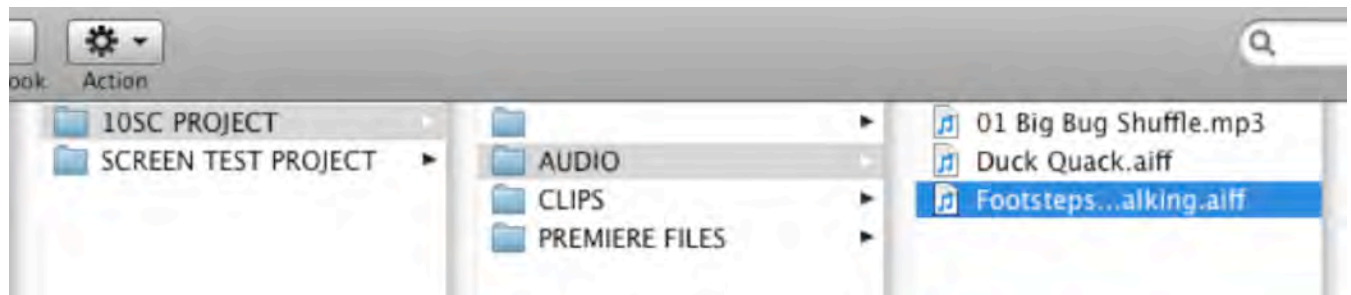 ook
Action
10SC PROJECT
SCREEN TEST PROJECT
AUDIO
CLIPS
PREMIERE FILES
01 Big Bug Shuffle.mp3
Duck Quack.aiff
Footsteps...alking.aiff